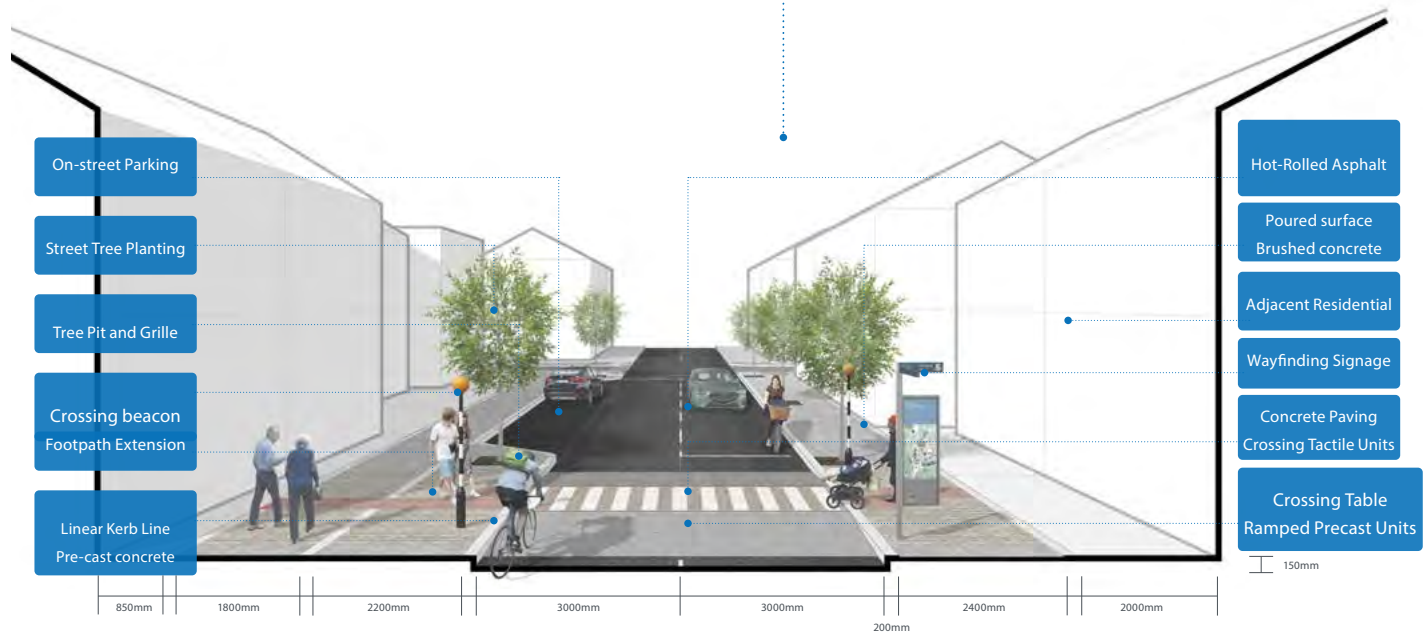 On-street Parking
Street Tree Planting
Tree Pit and Grille
Crossing beacon
Footpath Extension
Linear Kerb Line
Pre-cast concrete
Hot-Rolled Asphalt
Poured surface
Brushed concrete
Adjacent Residential
Wayfinding Signage
Concrete Paving
Crossing Tactile Units
Crossing Table
Ramped Precast Units
150mm
850mm
1800mm
2200mm
3000mm
3000mm
200mm
2400mm
2000mm